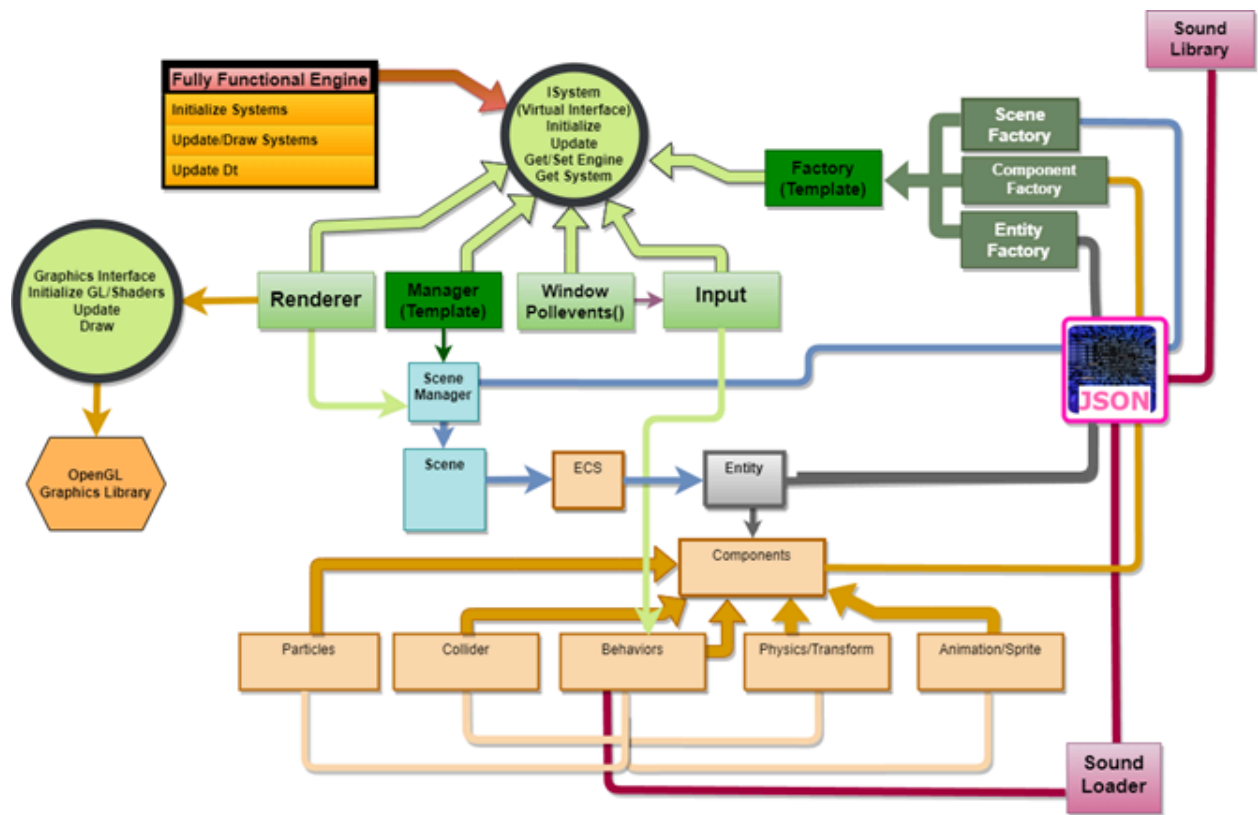 Sound
Library
Fully Functional Engine
Initialize Systems
Update/Draw Systems
Update Dt
ISystem
(Virtual Interface)
Initialize
Update
Get/Set Engine
Get System
Scene
Factory
Component
Factory
Entity
Factory
Factory
(Template)
Graphics Interface
Initialize GL/Shaders
Update
Draw
Renderer
Manager
(Template)
Window
Pollevents()
Input
Scene
Manager
JSON
OpenGL
Graphics Library
Scene
ECS
Entity
Components
Particles
Collider
Behaviors
Physics/Transform
Animation/Sprite
Sound
Loader